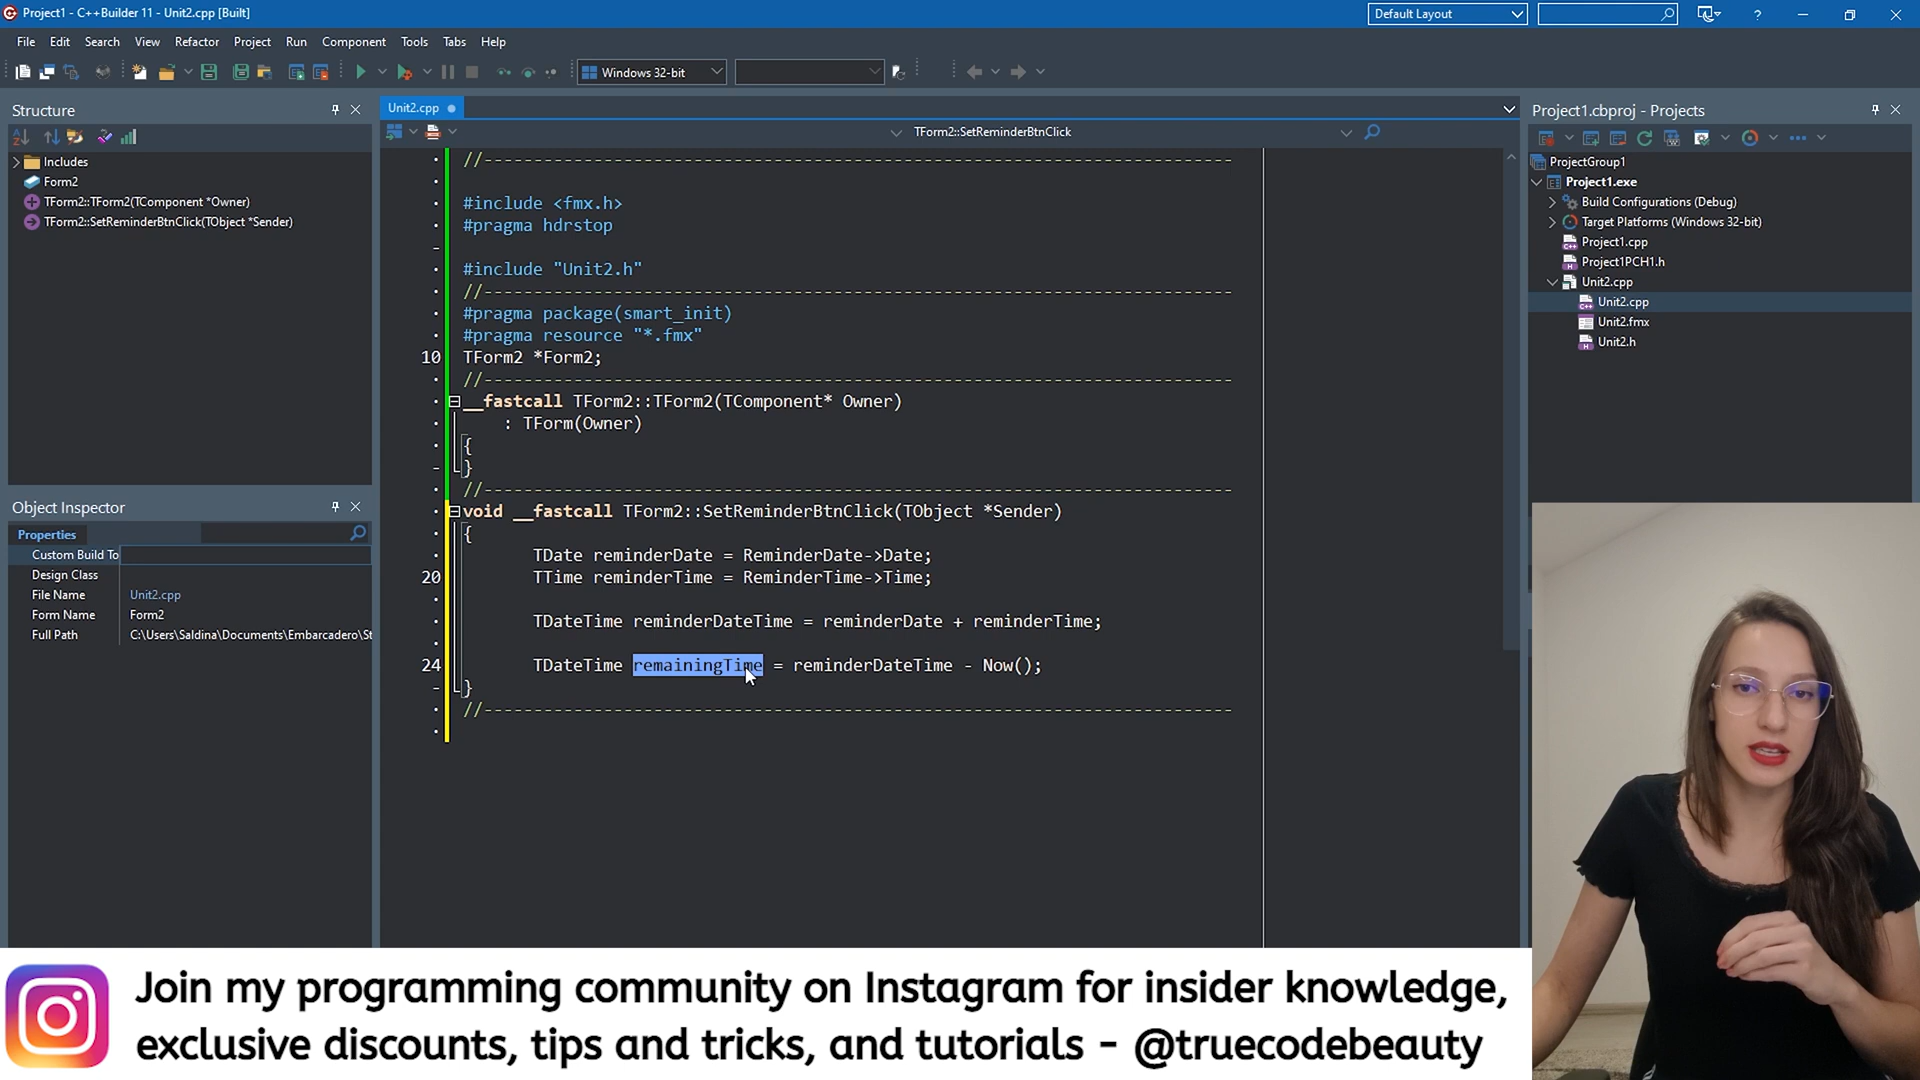 Project1 - C++Builder 11 - Unit2.cpp [Built]
Default Layout
?
File Edit Search View Refactor Project Run Component Tools Tabs Help
Windows 32-bit
Structure
Includes
Form2
TForm2::TForm2(TComponent *Owner)
TForm2::SetReminderBtnClick(TObject *Sender)
Object Inspector
Properties
Custom Build To
Design Class
File Name Unit2.cpp
Form Name Form2
Full Path C:\Users\Saldina\Documents\Embarcadero\St
Unit2.cpp
TForm2::SetReminderBtnClick
//---------------------------------------------------------------------------
#include <fmx.h>
#pragma hdrstop
#include "Unit2.h"
//---------------------------------------------------------------------------
#pragma package(smart_init)
#pragma resource "*.fmx"
10 TForm2 *Form2;
//---------------------------------------------------------------------------
__fastcall TForm2::TForm2(TComponent* Owner)
: TForm(Owner)
{
}
//---------------------------------------------------------------------------
void __fastcall TForm2::SetReminderBtnClick(TObject *Sender)
{
TDate reminderDate = ReminderDate->Date;
20 TTime reminderTime = ReminderTime->Time;
TDateTime reminderDateTime = reminderDate + reminderTime;
24 TDateTime remainingTime = reminderDateTime - Now();
}
//---------------------------------------------------------------------------
Project1.cbproj - Projects
ProjectGroup1
Project1.exe
Build Configurations (Debug)
Target Platforms (Windows 32-bit)
Project1.cpp
Project1PCH1.h
Unit2.cpp
Unit2.cpp
Unit2.fmx
Unit2.h
Join my programming community on Instagram for insider knowledge,
exclusive discounts, tips and tricks, and tutorials - @truecodebeauty